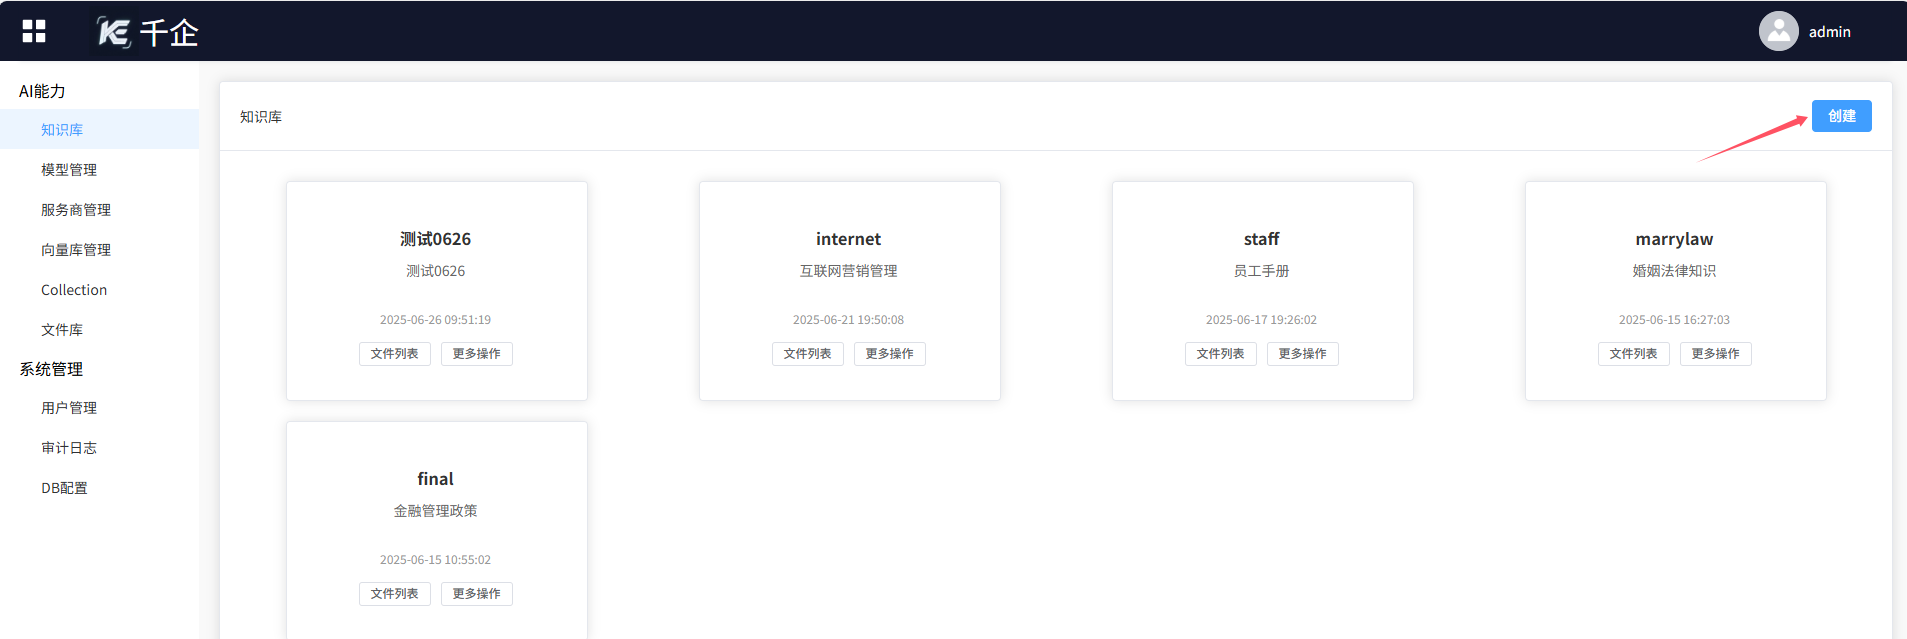 千企
admin
AI能力
知识库
模型管理
服务商管理
向量库管理
Collection
文件库
系统管理
用户管理
审计日志
DB配置
知识库
创建
测试0626
测试0626
2025-06-26 09:51:19
文件列表 更多操作
internet
互联网营销管理
2025-06-21 19:50:08
文件列表 更多操作
staff
员工手册
2025-06-17 19:26:02
文件列表 更多操作
marrylaw
婚姻法律知识
2025-06-15 16:27:03
文件列表 更多操作
final
金融管理政策
2025-06-15 10:55:02
文件列表 更多操作